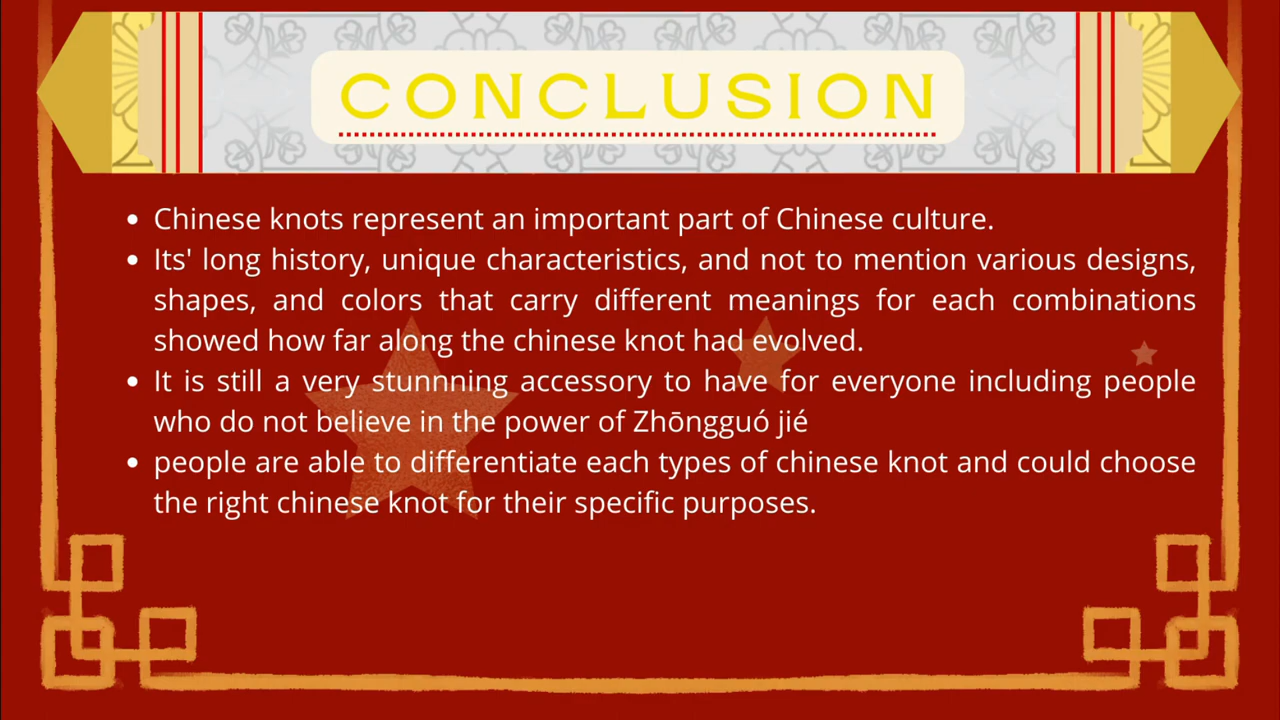 CONCLUSION
• Chinese knots represent an important part of Chinese culture.
• Its' long history, unique characteristics, and not to mention various designs,
shapes, and colors that carry different meanings for each combinations
showed how far along the chinese knot had evolved.
• It is still a very stunnning accessory to have for everyone including people
who do not believe in the power of Zhōngguó jié
• people are able to differentiate each types of chinese knot and could choose
the right chinese knot for their specific purposes.